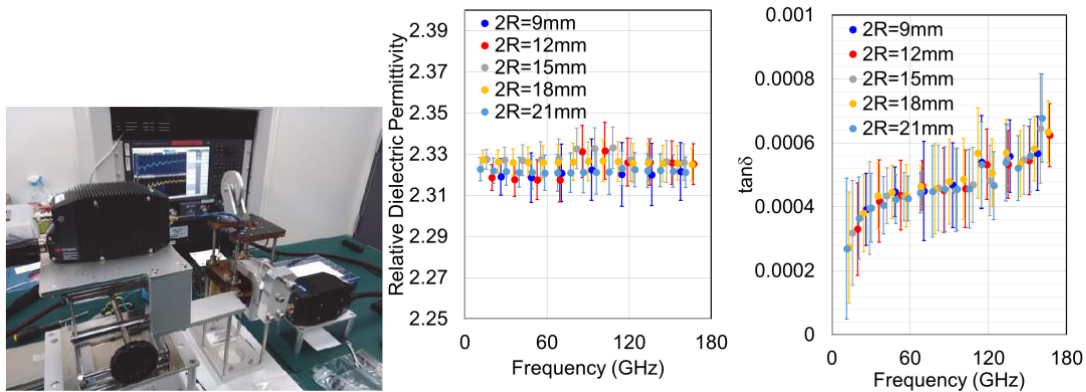 2.39
2.37
2.35
2.33
2.31
2.29
2.27
2.25
Relative Dielectric Permittivity
2R=9mm
2R=12mm
2R=15mm
2R=18mm
2R=21mm
0
60
120
180
Frequency (GHz)
0.001
0.0008
0.0006
0.0004
0.0002
0
tanδ
2R=9mm
2R=12mm
2R=15mm
2R=18mm
2R=21mm
0
60
120
180
Frequency (GHz)